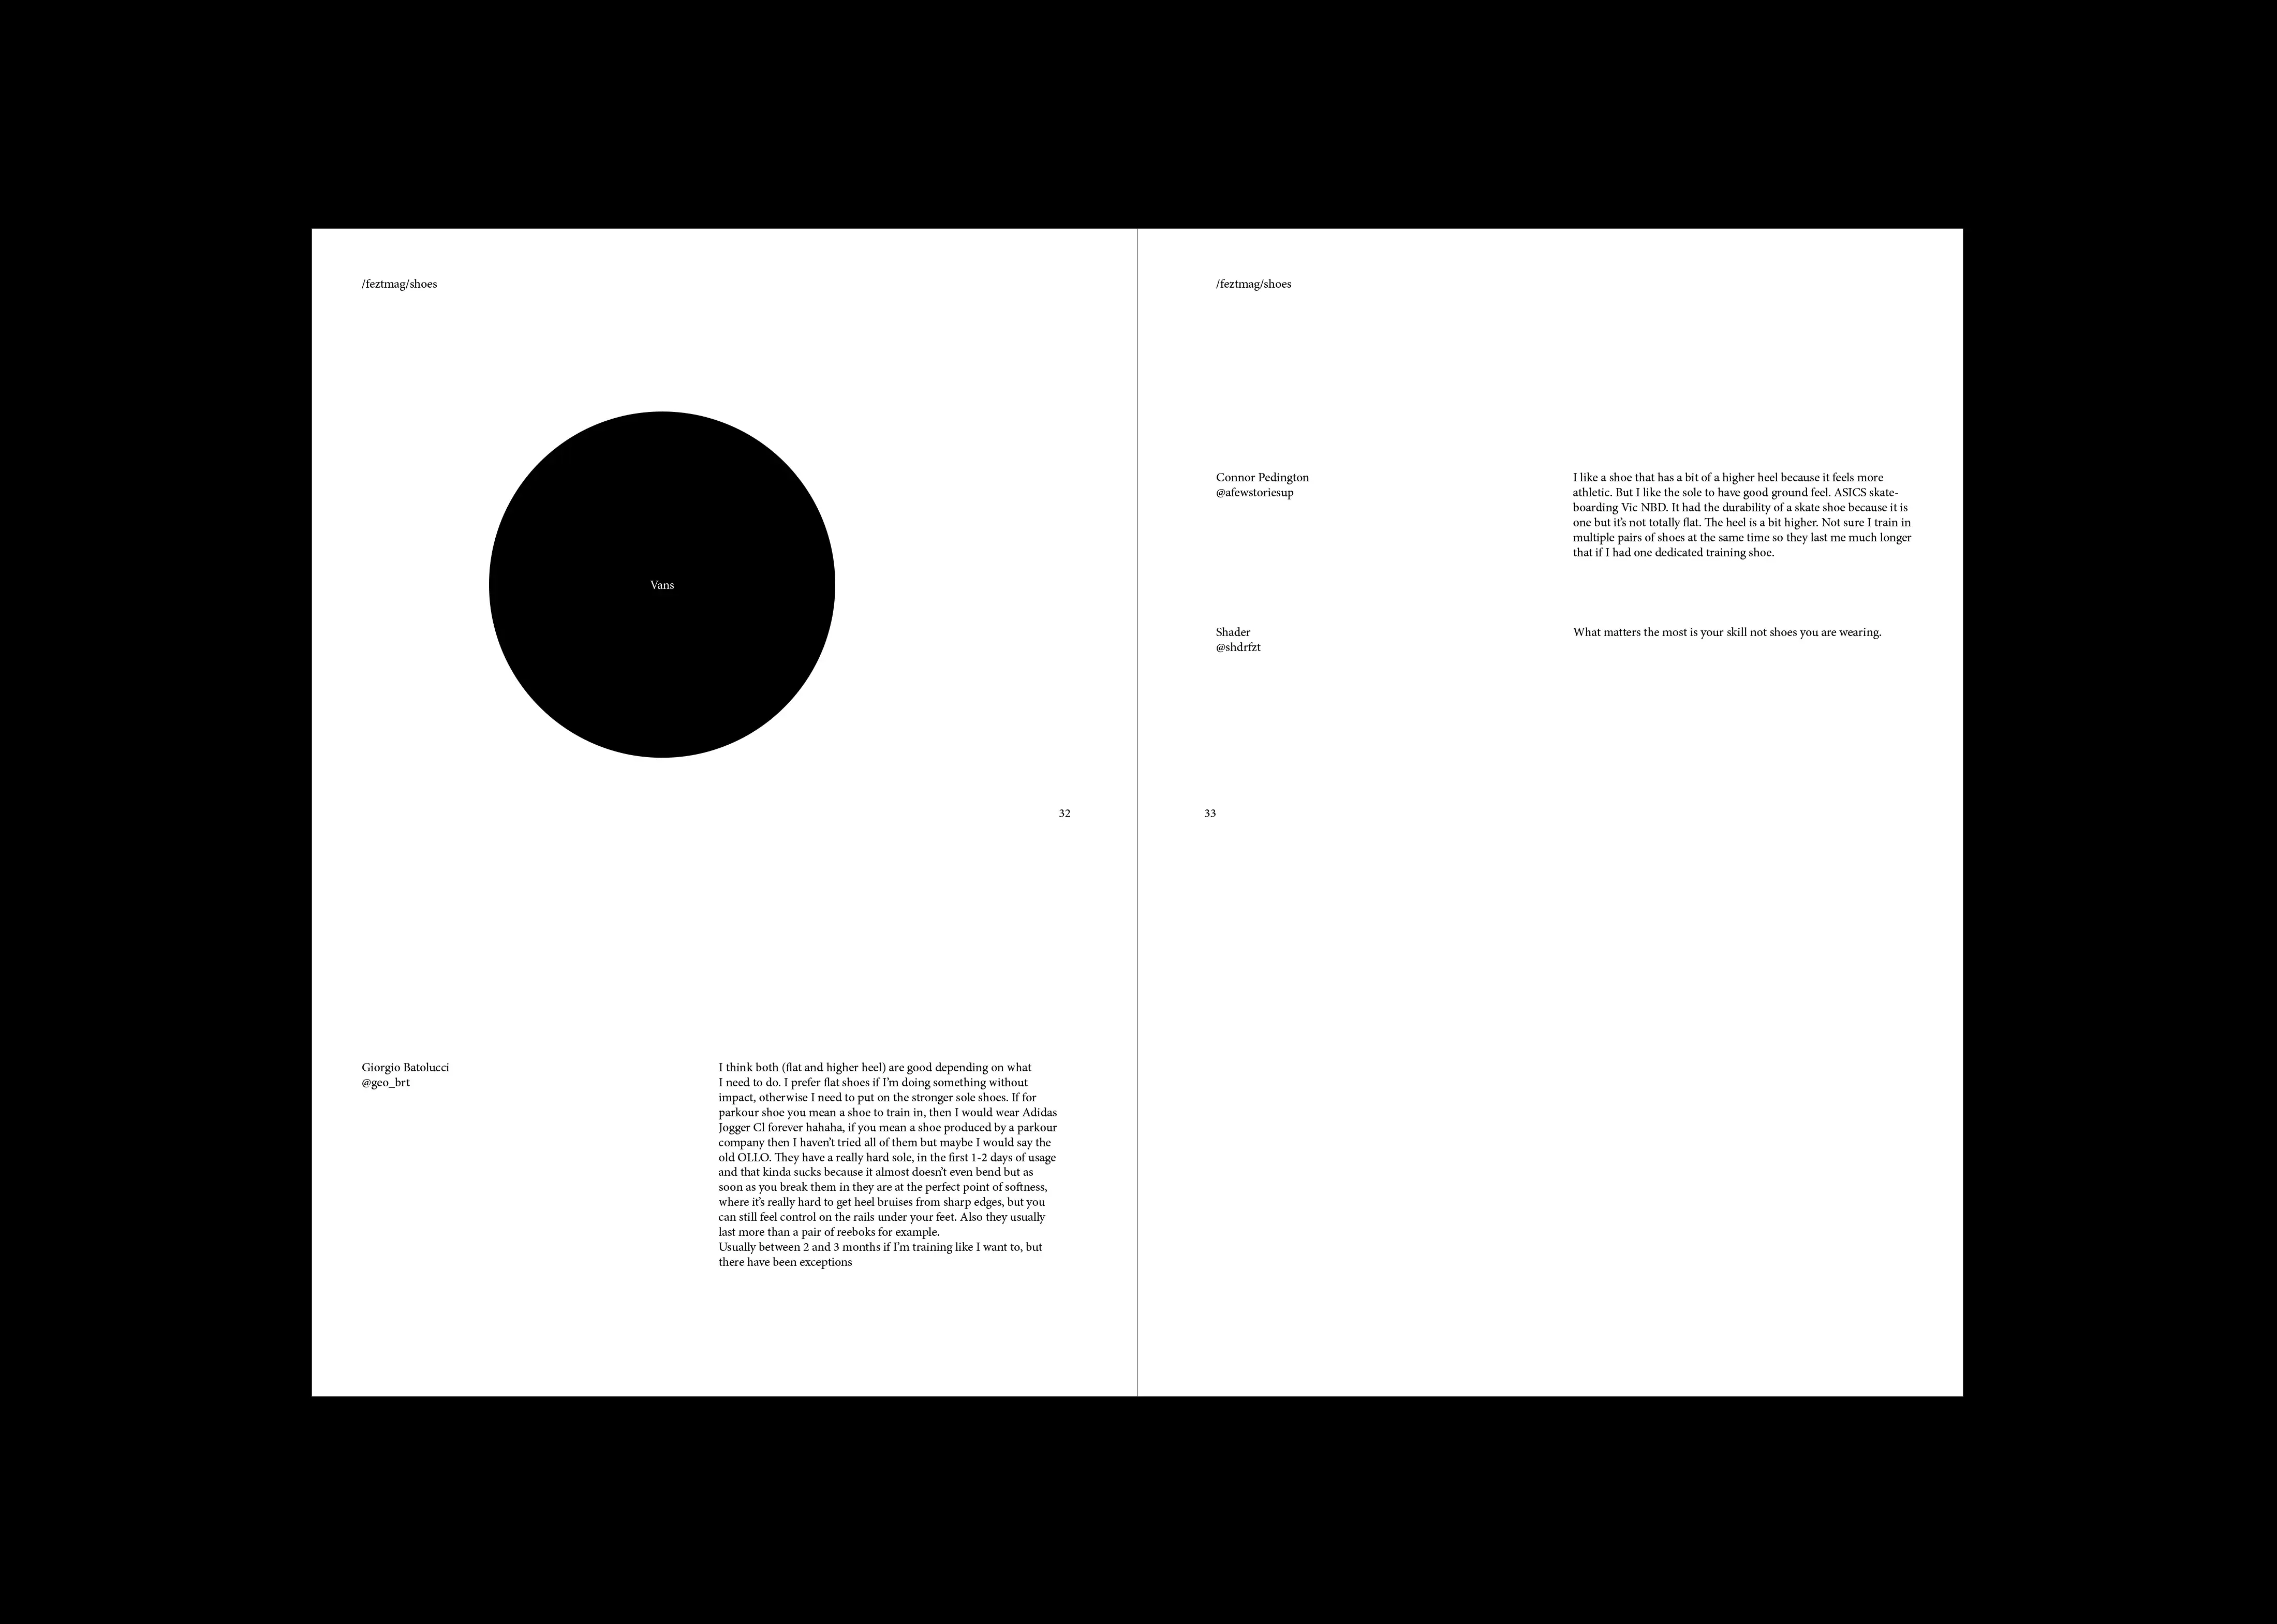 /feztmag/shoes
Vans
32
Giorgio Batolucci
@geo_brt
I think both (flat and higher heel) are good depending on what
I need to do. I prefer flat shoes if I'm doing something without
impact, otherwise I need to put on the stronger sole shoes. If for
parkour shoe you mean a shoe to train in, then I would wear Adidas
Jogger Cl forever hahaha, if you mean a shoe produced by a parkour
company then I haven't tried all of them but maybe I would say the
old OLLO. They have a really hard sole, in the first 1-2 days of usage
and that kinda sucks because it almost doesn't even bend but as
soon as you break them in they are at the perfect point of softness,
where it's really hard to get heel bruises from sharp edges, but you
can still feel control on the rails under your feet. Also they usually
last more than a pair of reeboks for example.
Usually between 2 and 3 months if I'm training like I want to, but
there have been exceptions
/feztmag/shoes
Connor Pedington
@afewstoriesup
I like a shoe that has a bit of a higher heel because it feels more
athletic. But I like the sole to have good ground feel. ASICS skate-
boarding Vic NBD. It had the durability of a skate shoe because it is
one but it's not totally flat. The heel is a bit higher. Not sure I train in
multiple pairs of shoes at the same time so they last me much longer
that if I had one dedicated training shoe.
Shader
@shdrfzt
What matters the most is your skill not shoes you are wearing.
33